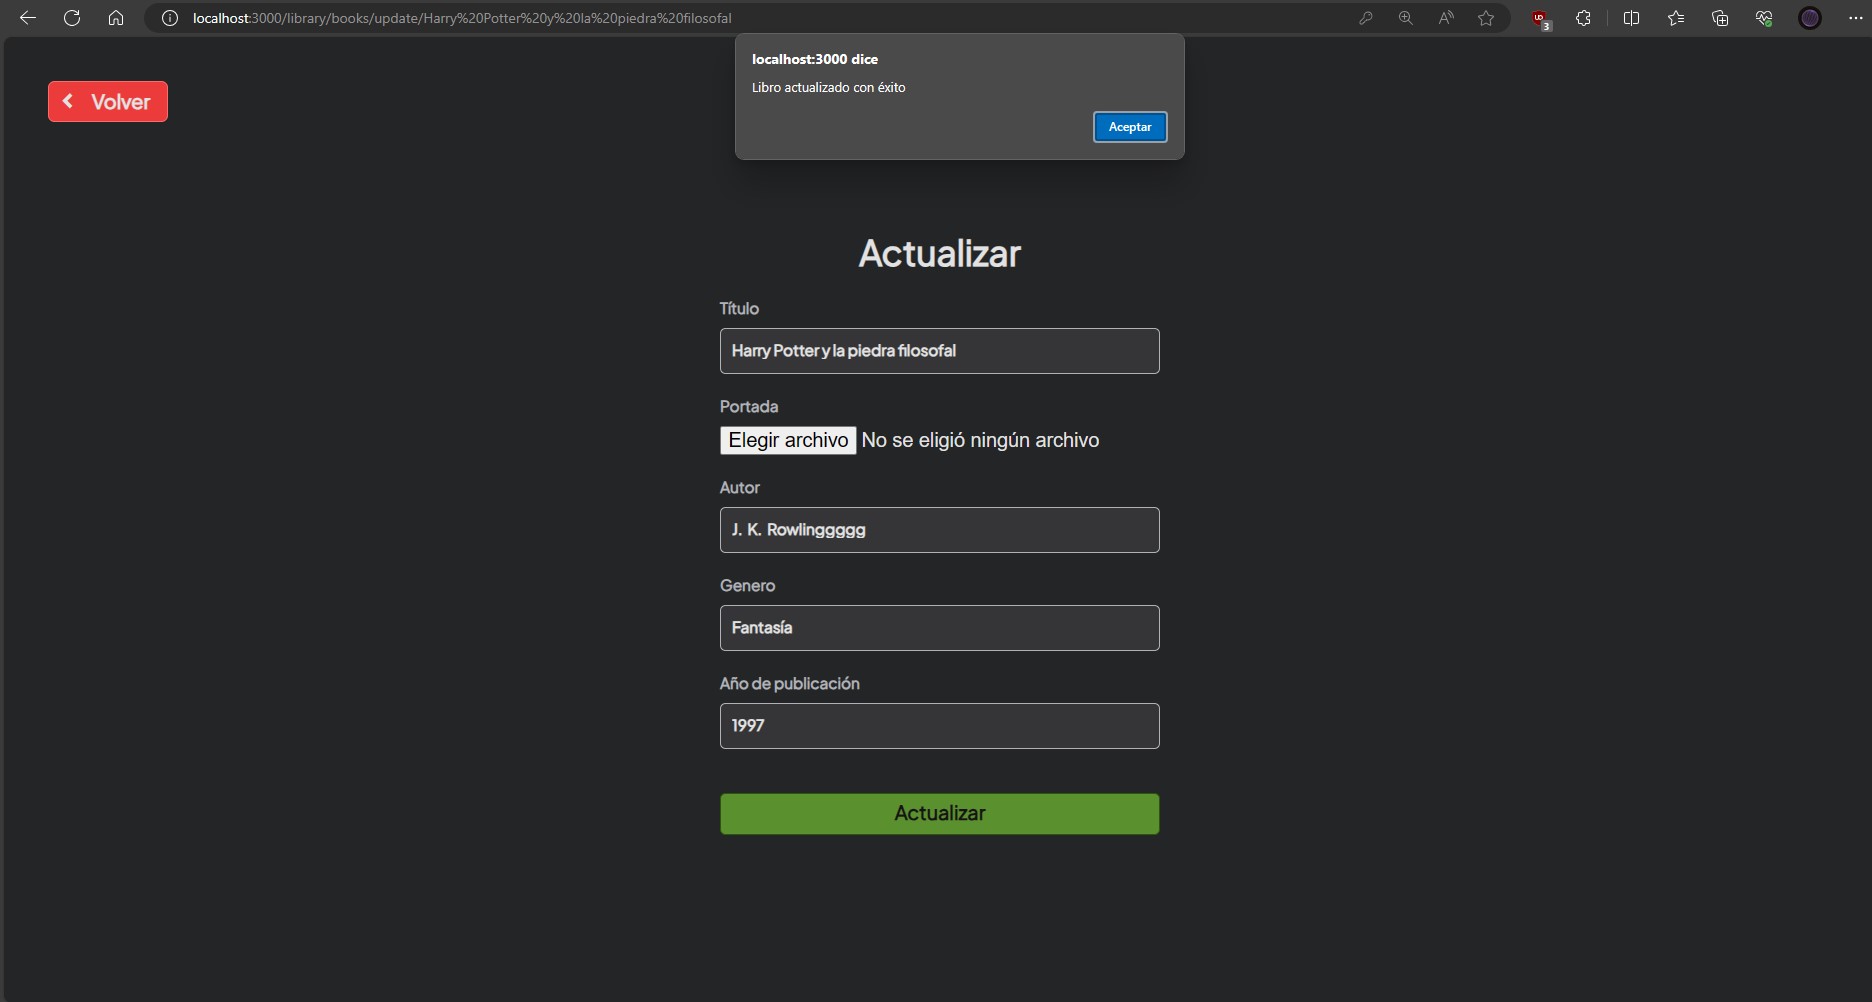 localhost:3000/library/books/update/Harry%20Potter%20y%20la%20piedra%20filosofal
3
localhost:3000 dice
Libro actualizado con éxito
Aceptar
Volver
Actualizar
Título
Harry Potter y la piedra filosofal
Portada
Elegir archivo No se eligió ningún archivo
Autor
J. K. Rowlinggggg
Genero
Fantasía
Año de publicación
1997
Actualizar